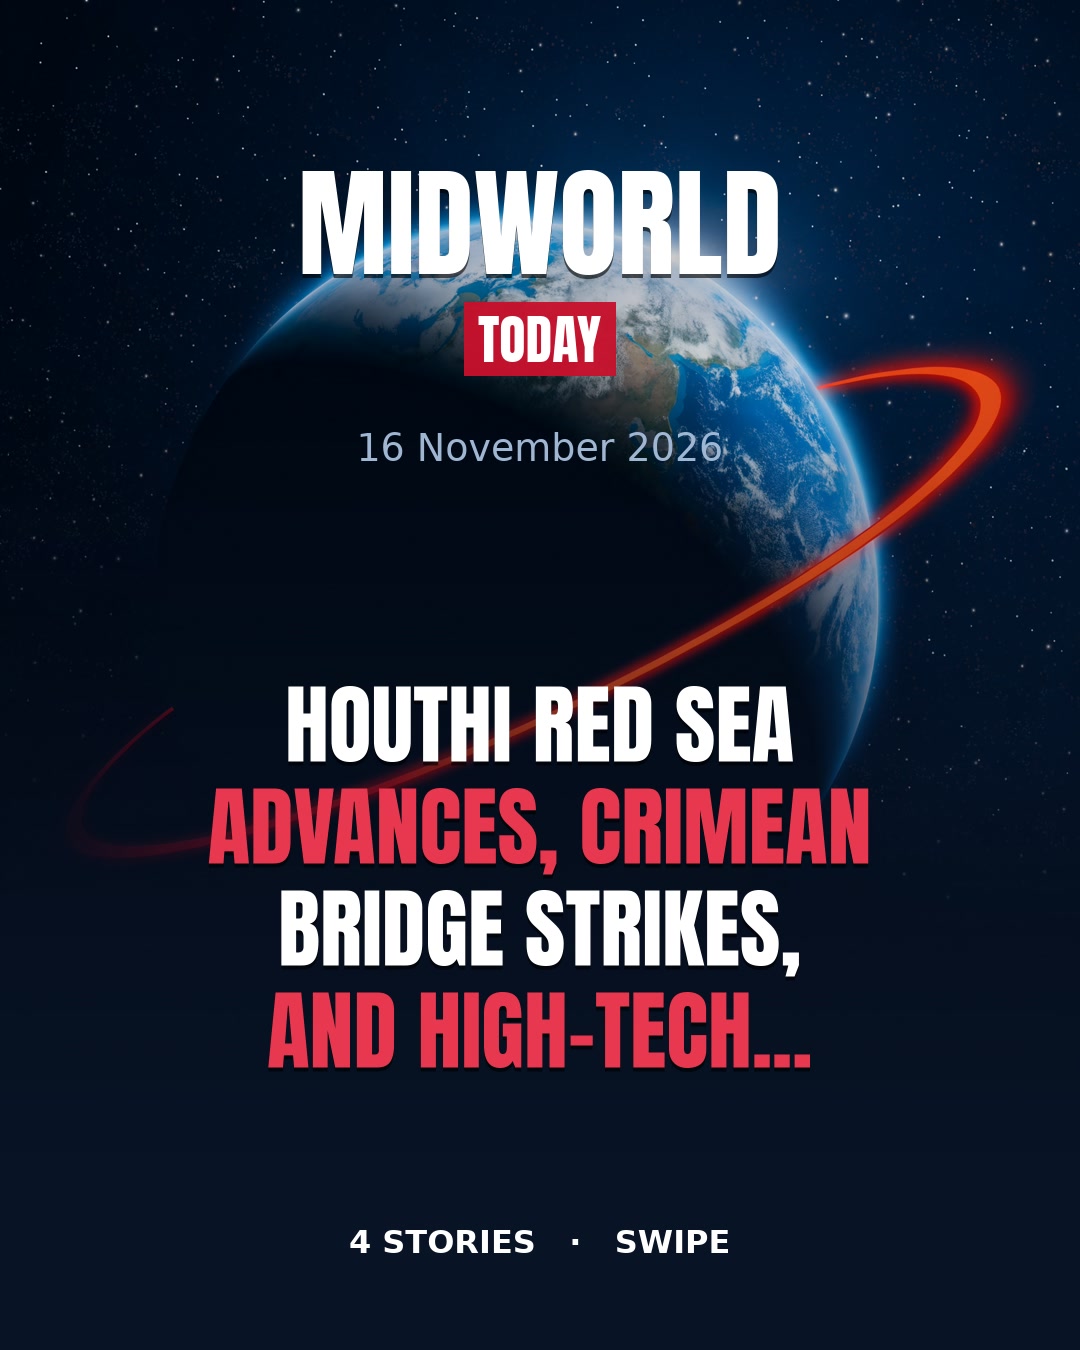 MIDWORLD
TODAY
16 November 2026
HOUTHI RED SEA
ADVANCES, CRIMEAN
BRIDGE STRIKES,
AND HIGH-TECH...
4 STORIES · SWIPE